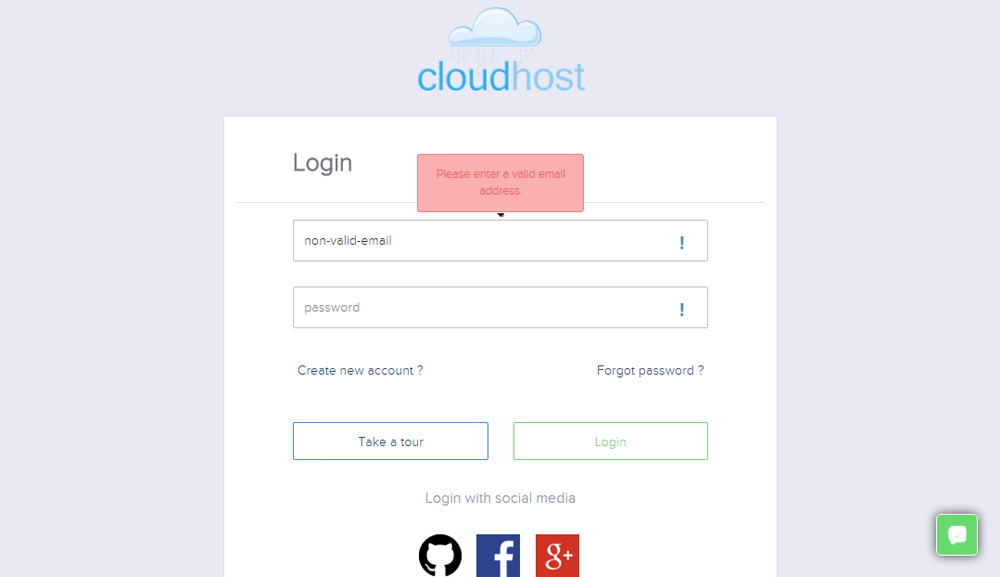 cloudhost
Login
Please enter a valid email
address.
non-valid-email
!
password
!
Create new account ?
Forgot password ?
Take a tour
Login
Login with social media
f
g+